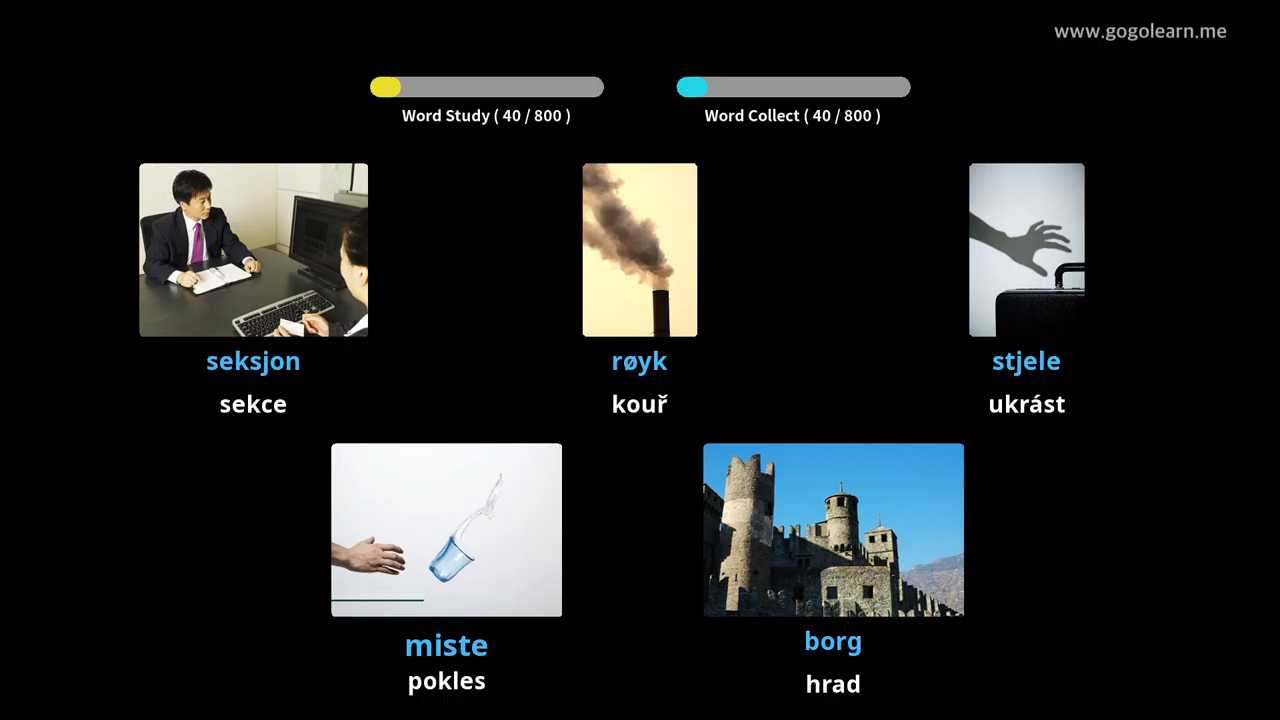 www.gogolearn.me
Word Study ( 40 / 800 )
Word Collect ( 40 / 800 )
seksjon
sekce
røyk
kouř
stjele
ukrást
miste
pokles
borg
hrad